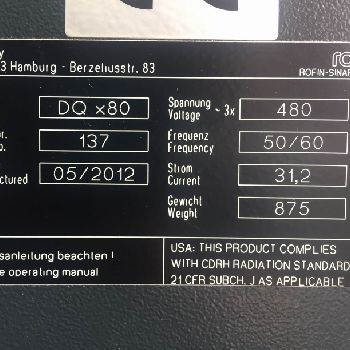 3 Hamburg - Berzeliusstr. 83
ROFIN-SINAR
DQ x80
Spannung
Voltage ~ 3x 480
137
Frequenz
Frequency 50/60
05/2012
Strom
Current 31,2
Gewicht
Weight 875
sanleitung beachten !
operating manual
USA: THIS PRODUCT COMPLIES
WITH CDRH RADIATION STANDARD
21 CFR SUBCH. J AS APPLICABLE